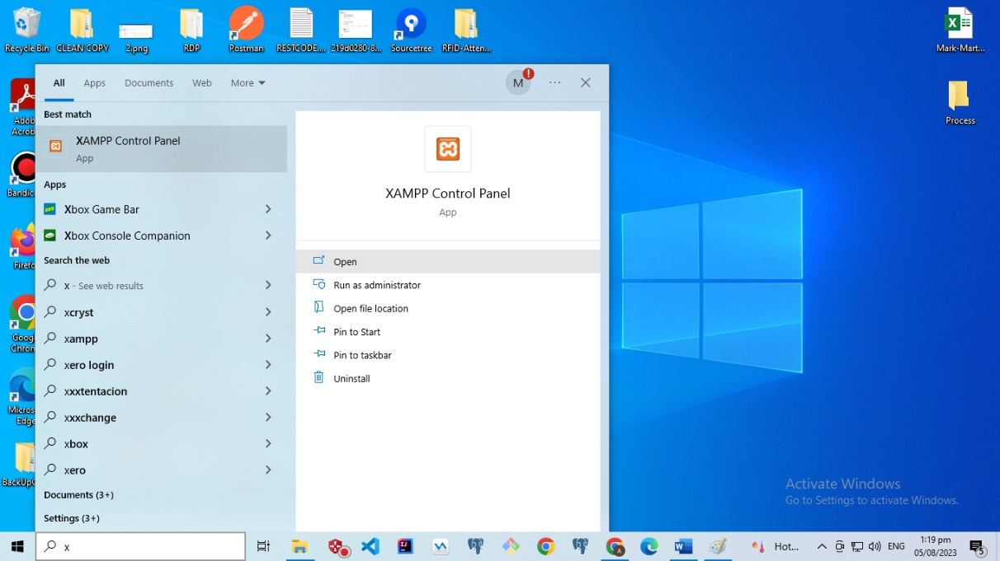 Recycle Bin
CLEAN COPY
2.png
RDP
Postman
RESTCODE....
219d0280-8...
Sourcetree
RFID-Atten...
Mark-Mart...
Process
Adob
Acroba
Bandic
Firefo
Googl
Chron
Micros
Edge
BackUpC
All
Apps
Documents
Web
More
M
!
...
Best match
XAMPP Control Panel
App
Apps
Xbox Game Bar
Xbox Console Companion
Search the web
x - See web results
xcryst
xampp
xero login
xxxtentacion
xxxchange
xbox
xero
Documents (3+)
Settings (3+)
XAMPP Control Panel
App
Open
Run as administrator
Open file location
Pin to Start
Pin to taskbar
Uninstall
Activate Windows
Go to Settings to activate Windows.
x
Hot...
ENG
1:19 pm
05/08/2023
5